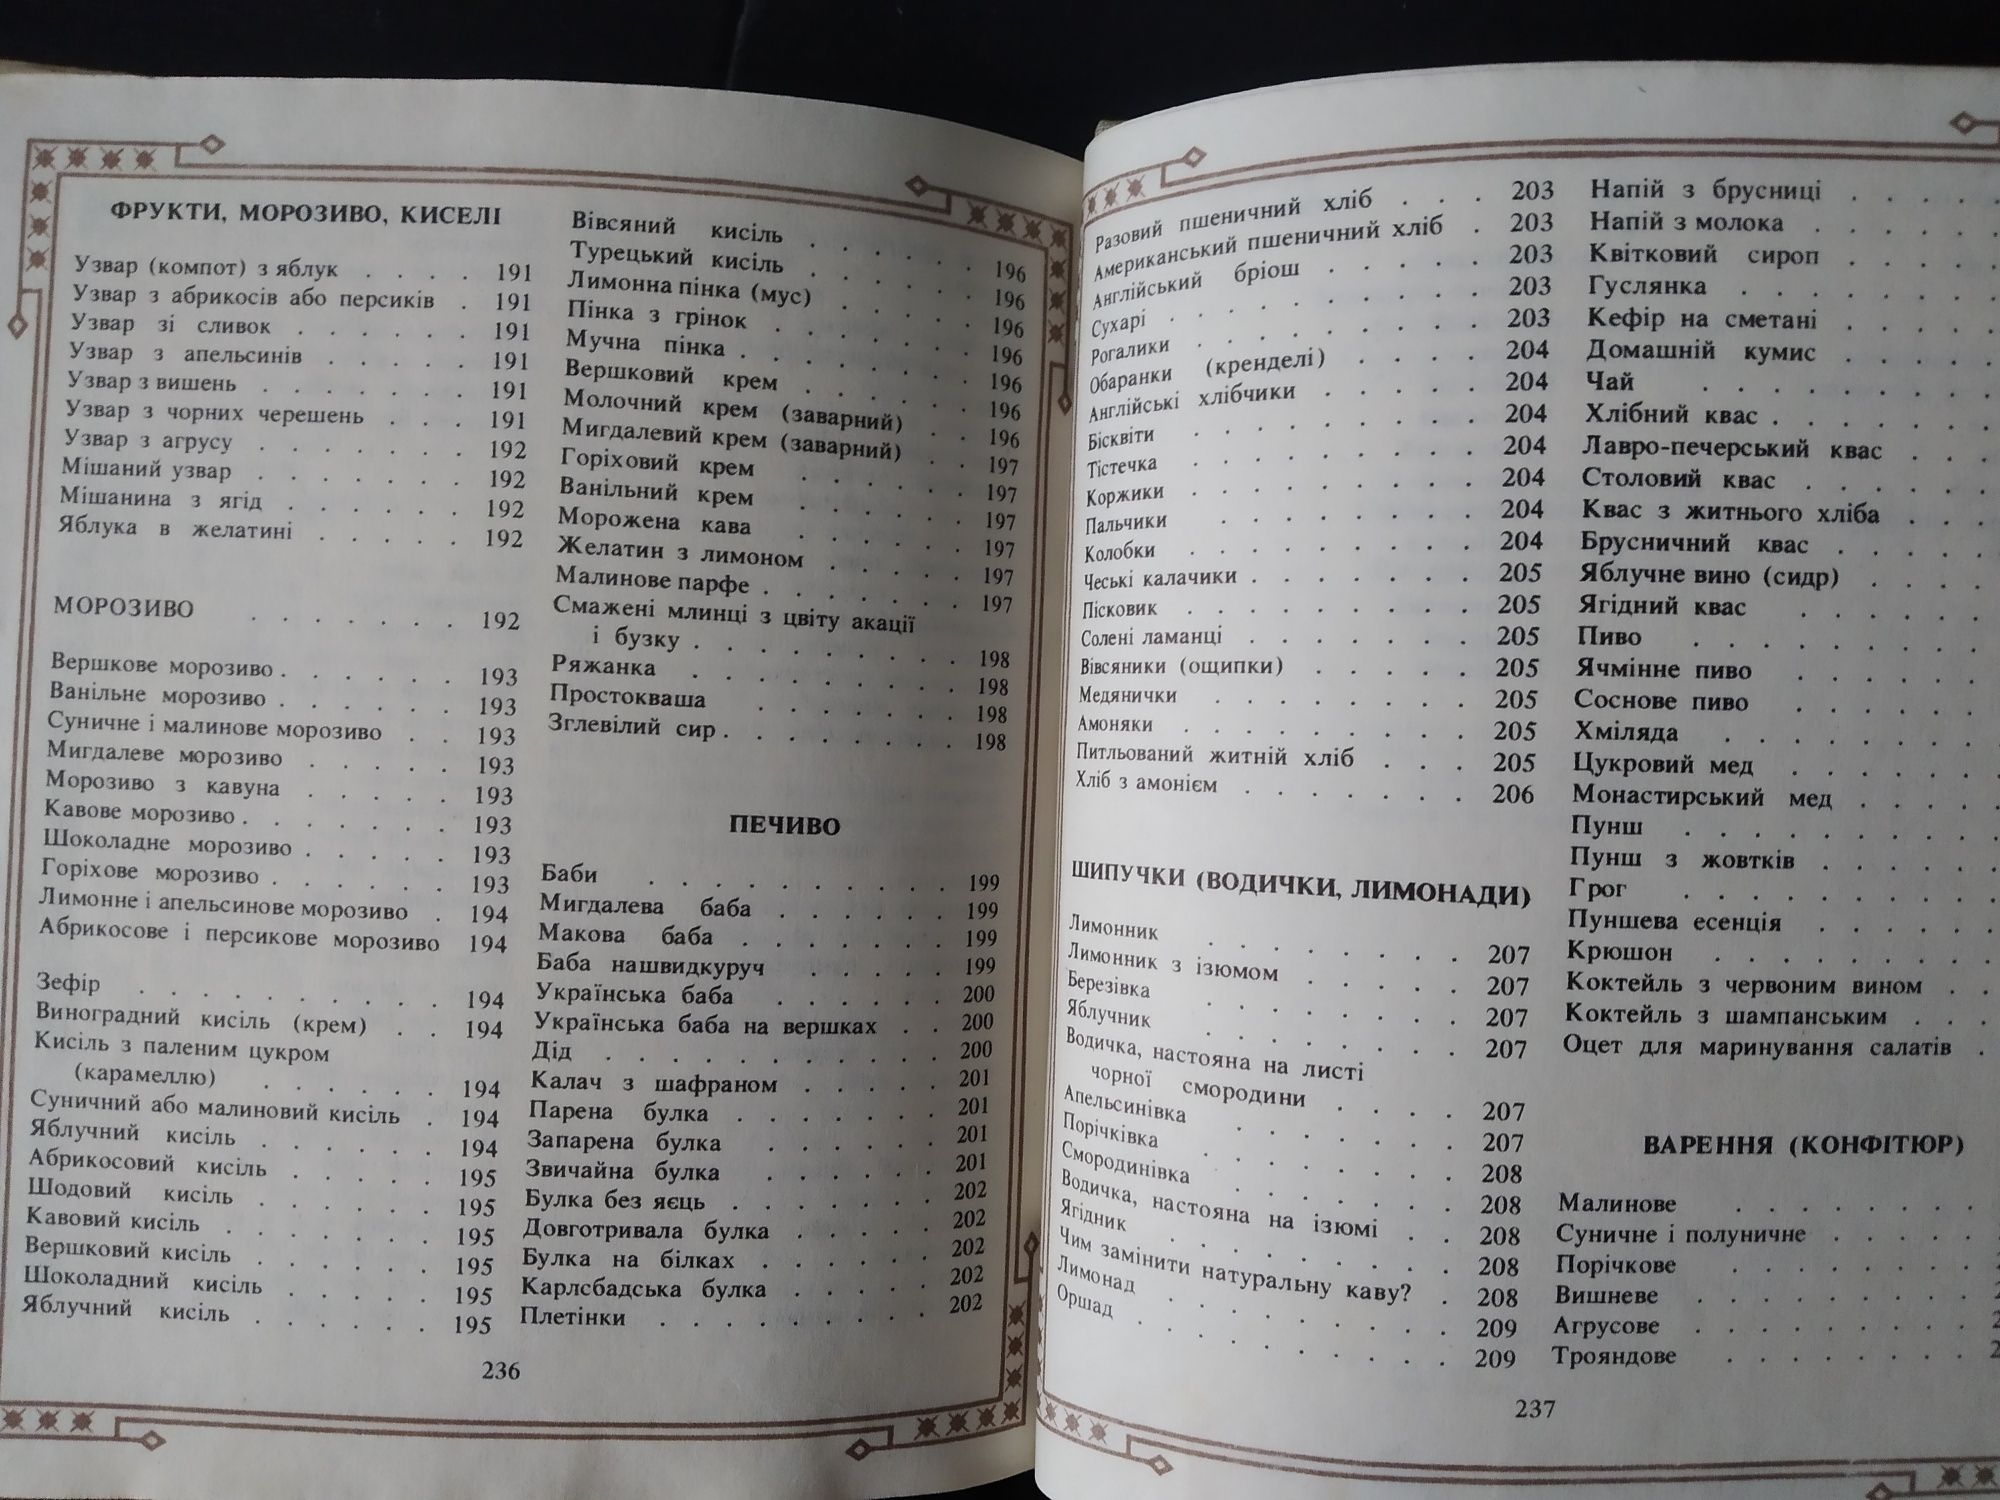 ФРУКТИ, МОРОЗИВО, КИСЕЛІ
Узвар (компот) з яблук . . . . 191
Узвар з абрикосів або персиків . 191
Узвар зі сливок . . . . . . 191
Узвар з апельсинів . . . . . 191
Узвар з вишень . . . . . . 191
Узвар з чорних черешень . . . 191
Узвар з агрусу . . . . . . 192
Мішаний узвар . . . . . . 192
Мішанина з ягід . . . . . . 192
Яблука в желатині . . . . . 192
МОРОЗИВО . . . . . . . 192
Вершкове морозиво . . . . . . 193
Ванільне морозиво . . . . . . 193
Суничне і малинове морозиво . . 193
Мигдалеве морозиво . . . . . 193
Морозиво з кавуна . . . . . 193
Кавове морозиво . . . . . . . 193
Шоколадне морозиво . . . . . 193
Горіхове морозиво . . . . . . 193
Лимонне і апельсинове морозиво . 194
Абрикосове і персикове морозиво 194
Зефір . . . . . . . . . 194
Виноградний кисіль (крем) . . 194
Кисіль з паленим цукром
(карамеллю) . . . . . . 194
Суничний або малиновий кисіль . 194
Яблучний кисіль . . . . . . 194
Абрикосовий кисіль . . . . . 195
Шодовий кисіль . . . . . . 195
Кавовий кисіль . . . . . . . 195
Вершковий кисіль . . . . . . 195
Шоколадний кисіль . . . . . 195
Яблучний кисіль . . . . . . 195
Вівсяний кисіль . . . . . . 196
Турецький кисіль . . . . . . 196
Лимонна пінка (мус) . . . . . 196
Пінка з грінок . . . . . . . 196
Мучна пінка . . . . . . . . 196
Вершковий крем . . . . . . 196
Молочний крем (заварний) . . 196
Мигдалевий крем (заварний) . . 197
Горіховий крем . . . . . . 197
Ванільний крем . . . . . . 197
Морожена кава . . . . . . 197
Желатин з лимоном . . . . . 197
Малинове парфе . . . . . . . 197
Смажені млинці з цвіту акації
і бузку . . . . . . . . . 198
Ряжанка . . . . . . . . 198
Простокваша . . . . . . . 198
Зглевілий сир . . . . . . . . 198
ПЕЧИВО
Баби . . . . . . . . . 199
Мигдалева баба . . . . . . 199
Макова баба . . . . . . . 199
Баба нашвидкуруч . . . . . 199
Українська баба . . . . . . 200
Українська баба на вершках . . 200
Дід . . . . . . . . . . 200
Калач з шафраном . . . . . 201
Парена булка . . . . . . . 201
Запарена булка . . . . . . 201
Звичайна булка . . . . . . 201
Булка без яєць . . . . . . . 202
Довготривала булка . . . . . 202
Булка на білках . . . . . . 202
Карлсбадська булка . . . . . 202
Плетінки . . . . . . . . . 202
236
Разовий пшеничний хліб . . . 203
Американський пшеничний хліб . 203
Англійський бріош . . . . . 203
Сухарі . . . . . . . . . 203
Рогалики . . . . . . . . 203
Обаранки (кренделі) . . . . 204
Англійські хлібчики . . . . . 204
Бісквіти . . . . . . . . 204
Тістечка . . . . . . . . 204
Коржики . . . . . . . . 204
Пальчики . . . . . . . . 204
Колобки . . . . . . . . . 204
Чеські калачики . . . . . . . 205
Пісковик . . . . . . . . . 205
Солені ламанці . . . . . . . 205
Вівсяники (ощипки) . . . . . 205
Медянички . . . . . . . . 205
Амоняки . . . . . . . . . 205
Питльований житній хліб . . . 205
Хліб з амонієм . . . . . . . 206
ШИПУЧКИ (ВОДИЧКИ, ЛИМОНАДИ)
Лимонник . . . . . . . . 207
Лимонник з ізюмом . . . . . 207
Березівка . . . . . . . . 207
Яблучник . . . . . . . . 207
Водичка, настояна на листі
чорної смородини . . . . 207
Апельсинівка . . . . . . . 207
Порічківка . . . . . . . . 208
Смородинівка . . . . . . . 208
Водичка, настояна на ізюмі . . 208
Ягідник . . . . . . . . . 208
Чим замінити натуральну каву? . 208
Лимонад . . . . . . . . . 209
Оршад . . . . . . . . . 209
Напій з брусниці . . . . .
Напій з молока . . . . . .
Квітковий сироп . . . . .
Гуслянка . . . . . . . .
Кефір на сметані . . . . .
Домашній кумис . . . . .
Чай . . . . . . . . .
Хлібний квас . . . . . . .
Лавро-печерський квас . . .
Столовий квас . . . . . .
Квас з житнього хліба . . .
Брусничний квас . . . . .
Яблучне вино (сидр) . . . .
Ягідний квас . . . . . .
Пиво . . . . . . . . .
Ячмінне пиво . . . . . .
Соснове пиво . . . . . .
Хміляда . . . . . . . .
Цукровий мед . . . . . .
Монастирський мед . . . . .
Пунш . . . . . . . . .
Пунш з жовтків . . . . .
Грог . . . . . . . . .
Пуншева есенція . . . . .
Крюшон . . . . . . . .
Коктейль з червоним вином . .
Коктейль з шампанським . . .
Оцет для маринування салатів .
ВАРЕННЯ (КОНФІТЮР)
Малинове . . . . . . .
Суничне і полуничне . . . . .
Порічкове . . . . . . . .
Вишневе . . . . . . . . .
Агрусове . . . . . . . . .
Трояндове . . . . . . . .
237